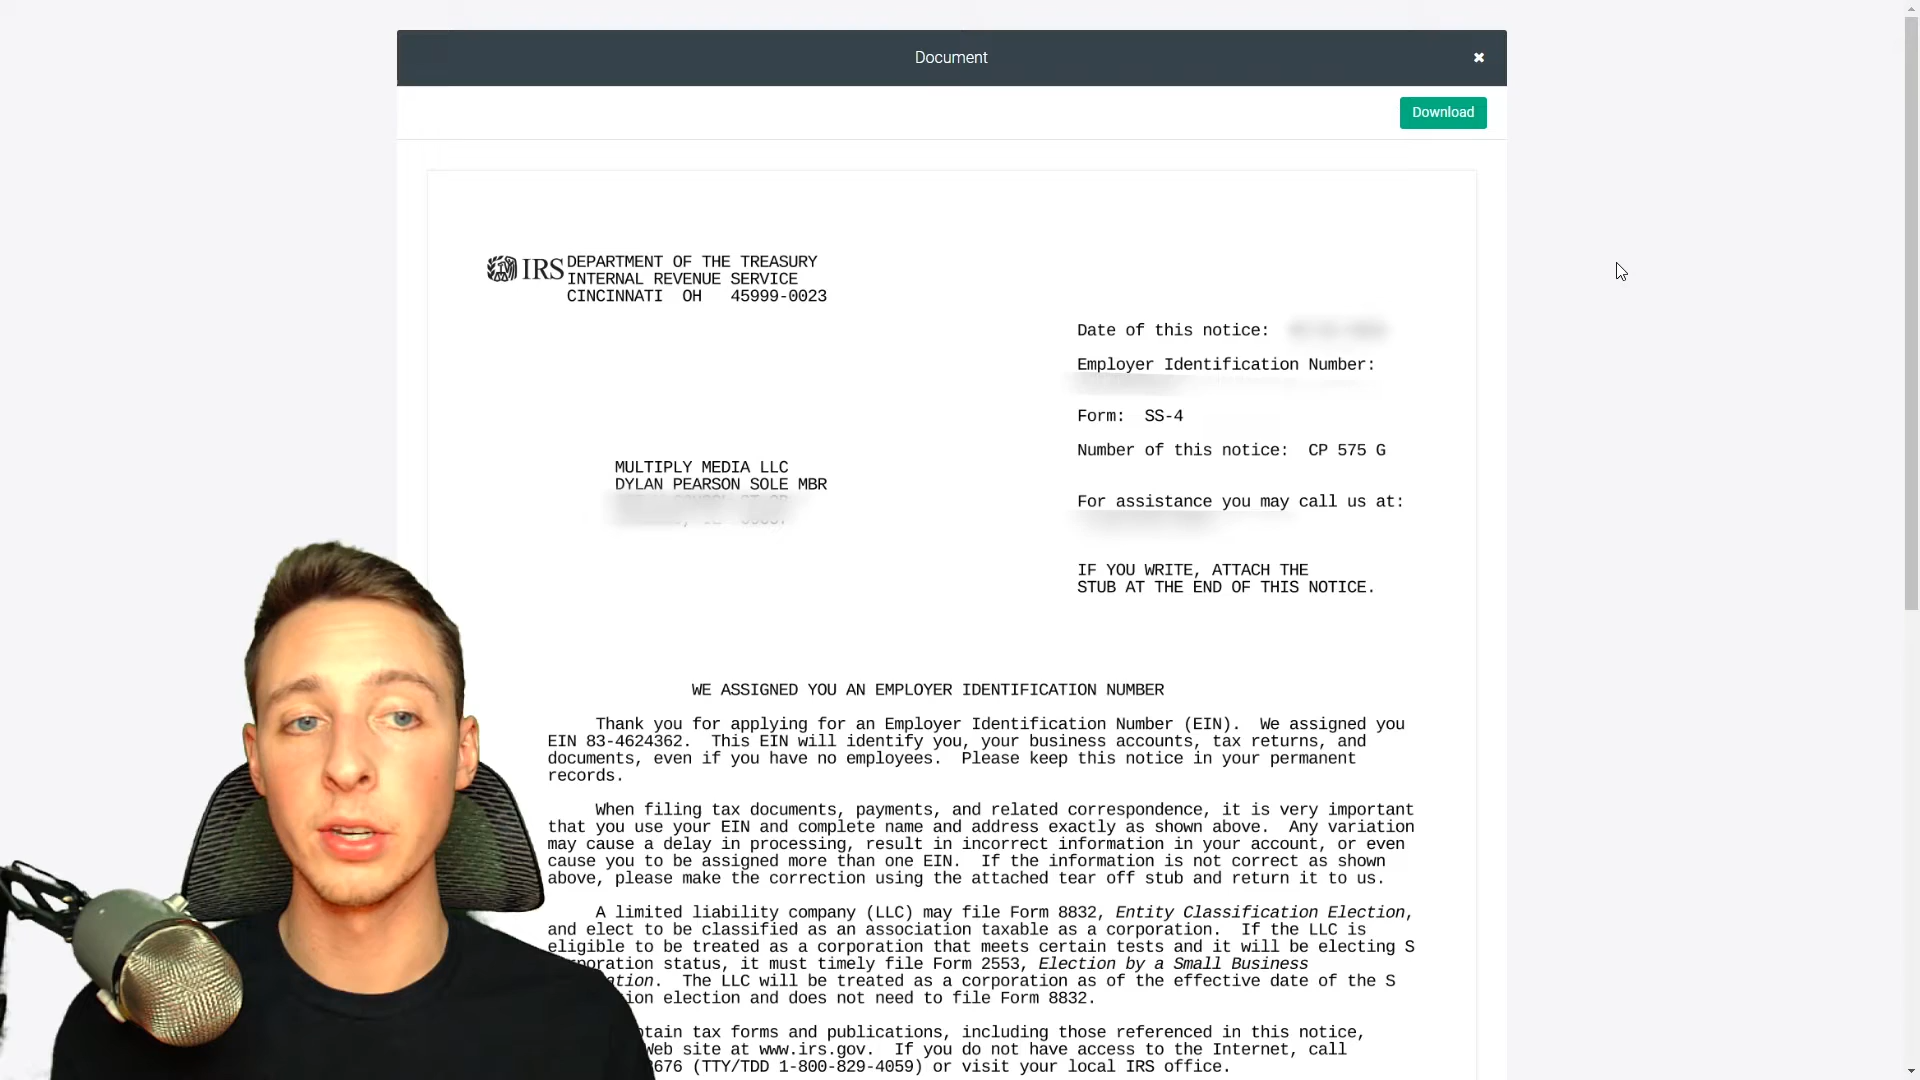 Document
Download
IRS DEPARTMENT OF THE TREASURY
INTERNAL REVENUE SERVICE
CINCINNATI OH 45999-0023
Date of this notice:
Employer Identification Number:
Form: SS-4
Number of this notice: CP 575 G
MULTIPLY MEDIA LLC
DYLAN PEARSON SOLE MBR
For assistance you may call us at:
IF YOU WRITE, ATTACH THE
STUB AT THE END OF THIS NOTICE.
WE ASSIGNED YOU AN EMPLOYER IDENTIFICATION NUMBER
Thank you for applying for an Employer Identification Number (EIN). We assigned you
EIN 83-4624362. This EIN will identify you, your business accounts, tax returns, and
documents, even if you have no employees. Please keep this notice in your permanent
records.
When filing tax documents, payments, and related correspondence, it is very important
that you use your EIN and complete name and address exactly as shown above. Any variation
may cause a delay in processing, result in incorrect information in your account, or even
cause you to be assigned more than one EIN. If the information is not correct as shown
above, please make the correction using the attached tear off stub and return it to us.
A limited liability company (LLC) may file Form 8832, Entity Classification Election,
and elect to be classified as an association taxable as a corporation. If the LLC is
eligible to be treated as a corporation that meets certain tests and it will be electing S
status, it must timely file Form 2553, Election by a Small Business
The LLC will be treated as a corporation as of the effective date of the S
election and does not need to file Form 8832.
tax forms and publications, including those referenced in this notice,
Web site at www.irs.gov. If you do not have access to the Internet, call
(TTY/TDD 1-800-829-4059) or visit your local IRS office.